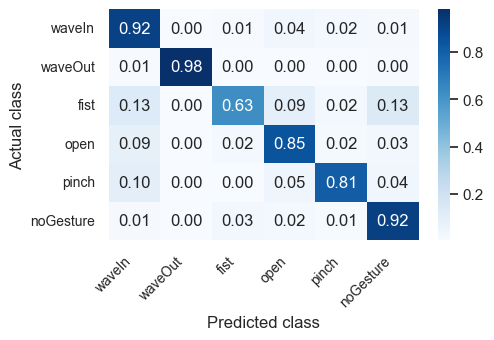 waveIn 0.92 0.00 0.01 0.04 0.02 0.01
waveOut 0.01 0.98 0.00 0.00 0.00 0.00
fist 0.13 0.00 0.63 0.09 0.02 0.13
open 0.09 0.00 0.02 0.85 0.02 0.03
pinch 0.10 0.00 0.00 0.05 0.81 0.04
noGesture 0.01 0.00 0.03 0.02 0.01 0.92
waveIn waveOut fist open pinch noGesture
Predicted class
Actual class
0.8
0.6
0.4
0.2